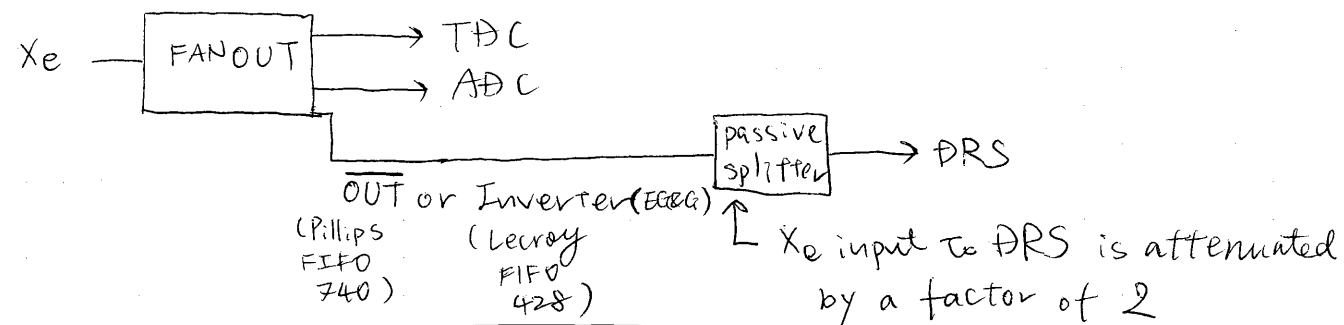 Xe
FANOUT
TDC
ADC
passive
splitter
DRS
OUT or Inverter (EG&G)
(Pillips
FIFO
740)
(Lecroy
FIFO
428)
Xe input to DRS is attenuated
by a factor of 2